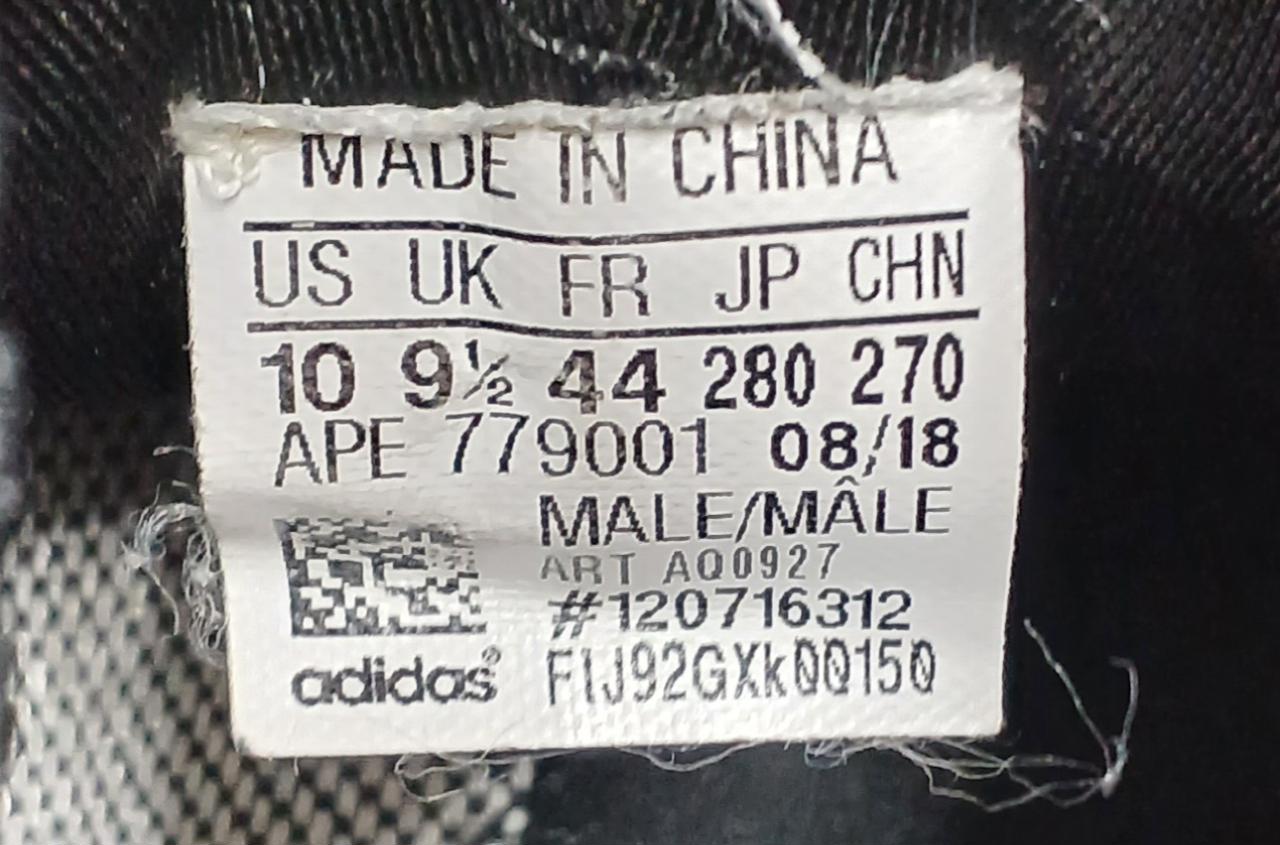 MADE IN CHINA
US UK FR JP CHN
10 9½ 44 280 270
APE 779001 08/18
MALE/MÂLE
ART AQ0927
#120716312
adidas® F1J92GXk00150